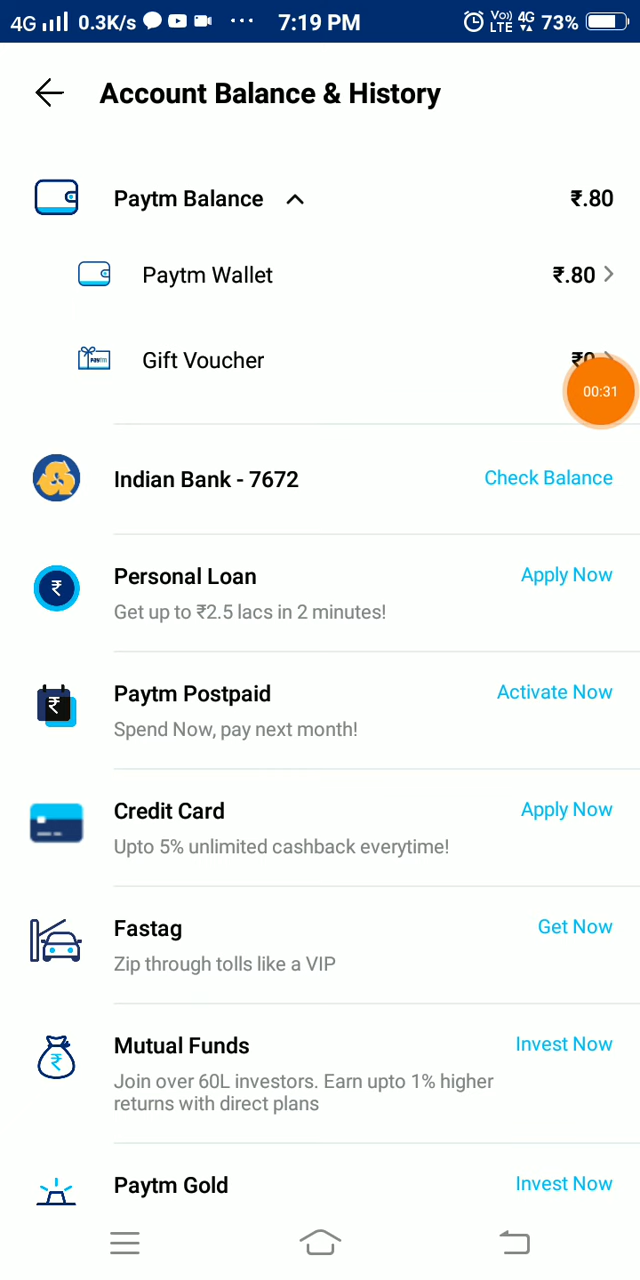 4G 0.3K/s ... 7:19 PM Vo) LTE 4G 73%
Account Balance & History
Paytm Balance ₹.80
Paytm Wallet ₹.80
Gift Voucher ₹0
00:31
Indian Bank - 7672 Check Balance
Personal Loan Apply Now
Get up to ₹2.5 lacs in 2 minutes!
Paytm Postpaid Activate Now
Spend Now, pay next month!
Credit Card Apply Now
Upto 5% unlimited cashback everytime!
Fastag Get Now
Zip through tolls like a VIP
Mutual Funds Invest Now
Join over 60L investors. Earn upto 1% higher
returns with direct plans
Paytm Gold Invest Now